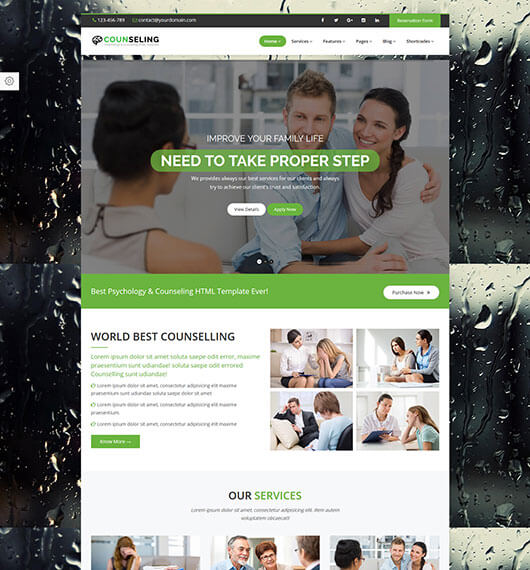 123-456-789 contact@yourdomain.com Reservation Form
COUNSELING
Home Services Features Pages Blog Shortcodes
IMPROVE YOUR FAMILY LIFE
NEED TO TAKE PROPER STEP
We provides always our best services for our clients and always
try to achieve our client's trust and satisfaction.
View Details Apply Now
Best Psychology & Counseling HTML Template Ever!
Purchase Now
WORLD BEST COUNSELLING
Lorem ipsum dolor sit amet soluta saepe odit error, maxime
praesentium sunt udiandae! soluta saepe odit errored
Counselling sunt udiandae!
Lorem ipsum dolor sit amet, consectetur adipisicing elit maxime
praesentium sunt udiandae soluta saepe odit dolor sit amet
Lorem ipsum dolor sit amet, consectetur adipisicing elit maxime
praesentium.
Lorem ipsum dolor sit amet, consectetur adipisicing elit maxime
Know More →
OUR SERVICES
Lorem ipsum dolor sit amet, consectetur adipisicing elit. Rem autem
voluptatem obcaecati!